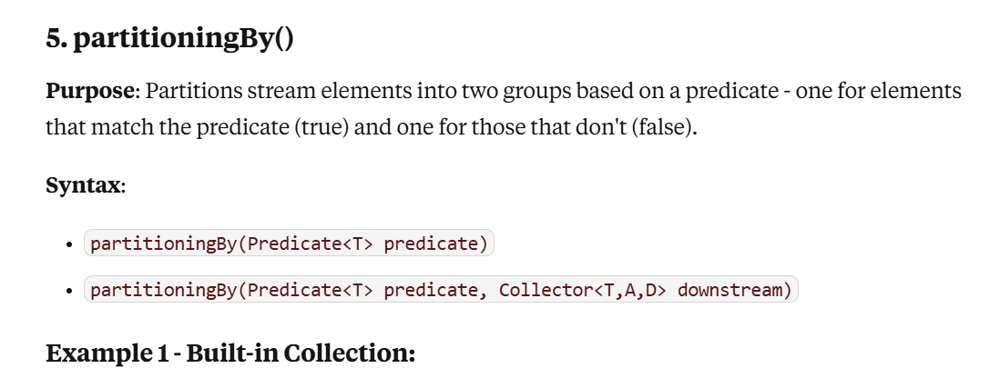 5. partitioningBy()
Purpose: Partitions stream elements into two groups based on a predicate - one for elements
that match the predicate (true) and one for those that don't (false).
Syntax:
• partitioningBy(Predicate<T> predicate)
• partitioningBy(Predicate<T> predicate, Collector<T,A,D> downstream)
Example 1 - Built-in Collection: